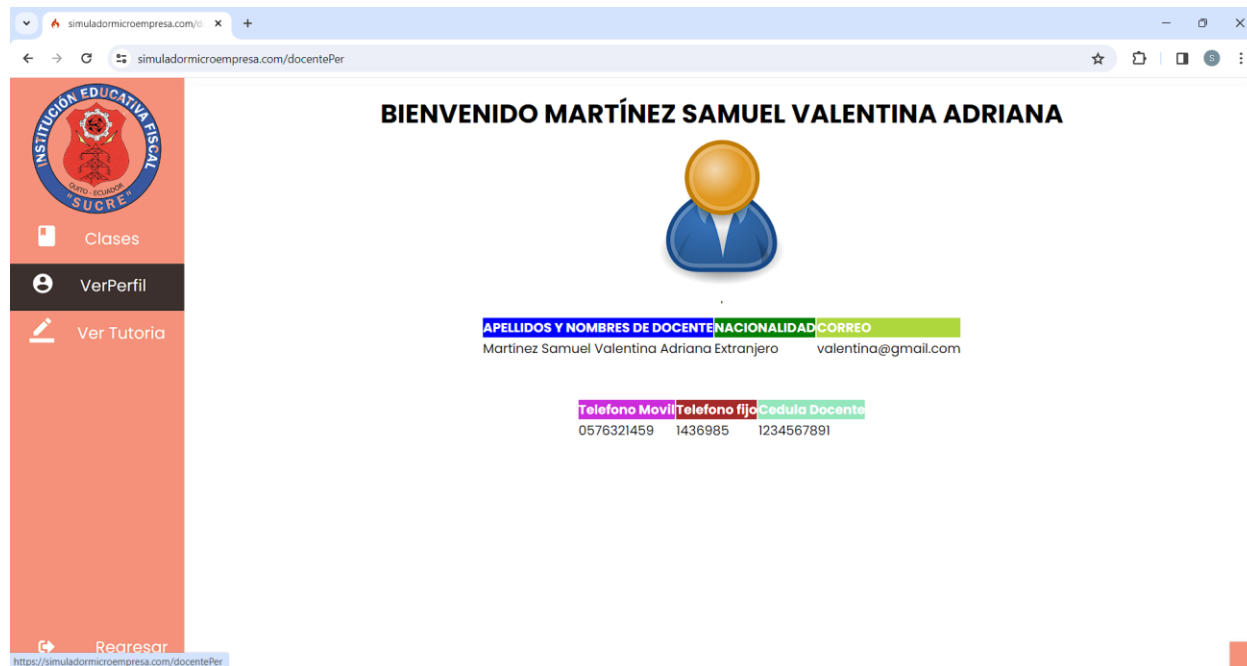 simuladormicroempresa.com/d
simuladormicroempresa.com/docentePer
S
INSTITUCIÓN EDUCATIVA FISCAL
QUITO - ECUADOR
"SUCRE"
Clases
VerPerfil
Ver Tutoria
Regresar
BIENVENIDO MARTÍNEZ SAMUEL VALENTINA ADRIANA
.
APELLIDOS Y NOMBRES DE DOCENTE NACIONALIDAD CORREO
Martinez Samuel Valentina Adriana Extranjero valentina@gmail.com
Telefono Movil Telefono fijo Cedula Docente
0576321459 1436985 1234567891
https://simuladormicroempresa.com/docentePer